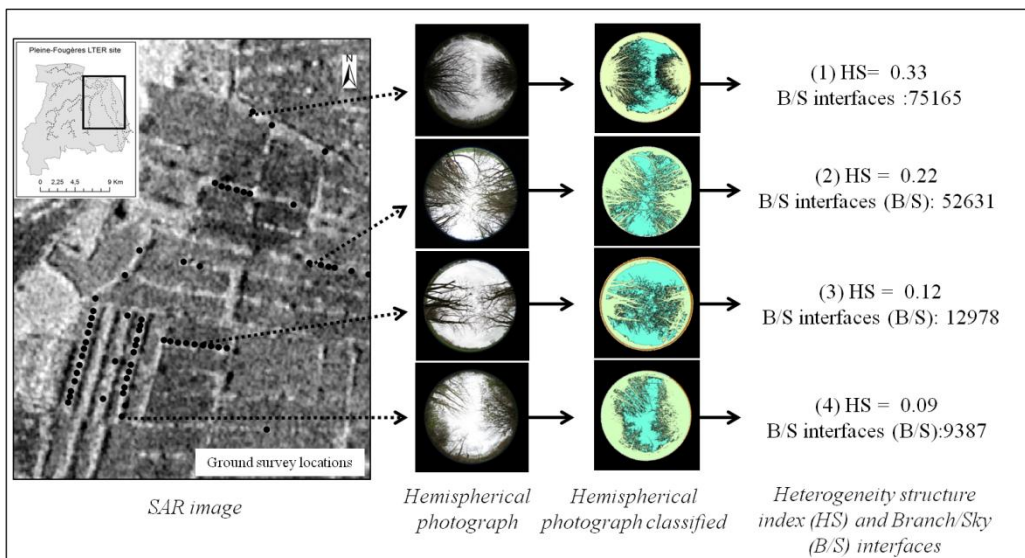 Pleine-Fougères LTER site
N
0 2,25 4,5 9 Km
Ground survey locations
SAR image
Hemispherical
photograph
Hemispherical
photograph classified
(1) HS= 0.33
B/S interfaces :75165
(2) HS = 0.22
B/S interfaces (B/S): 52631
(3) HS = 0.12
B/S interfaces (B/S): 12978
(4) HS = 0.09
B/S interfaces (B/S):9387
Heterogeneity structure
index (HS) and Branch/Sky
(B/S) interfaces